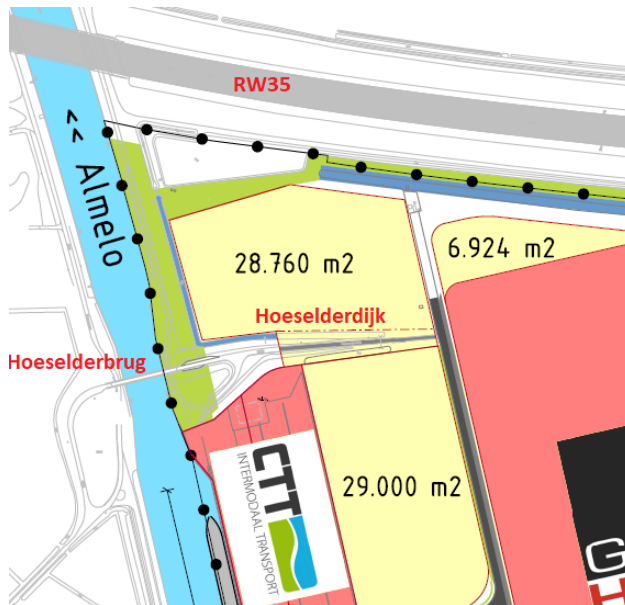 RW35
<< Almelo
28.760 m2
6.924 m2
Hoeselderdijk
Hoeselderbrug
CTT
INTERMODAAL TRANSPORT
29.000 m2
G
H